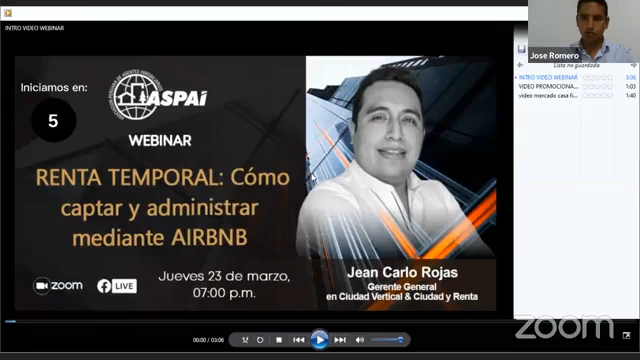 INTRO VIDEO WEBINAR
Iniciamos en:
5
ASPAI
WEBINAR
RENTA TEMPORAL: Cómo
captar y administrar
mediante AIRBNB
zoom
LIVE
Jueves 23 de marzo,
07:00 p.m.
Jean Carlo Rojas
Gerente General
en Ciudad Vertical & Ciudad y Renta
Jose Romero
Lista no guardada
INTRO VIDEO WEBINAR 3:06
VIDEO PROMOCIONA... 1:03
video mercado casa fi... 1:40
00:00 / 03:06
zoom